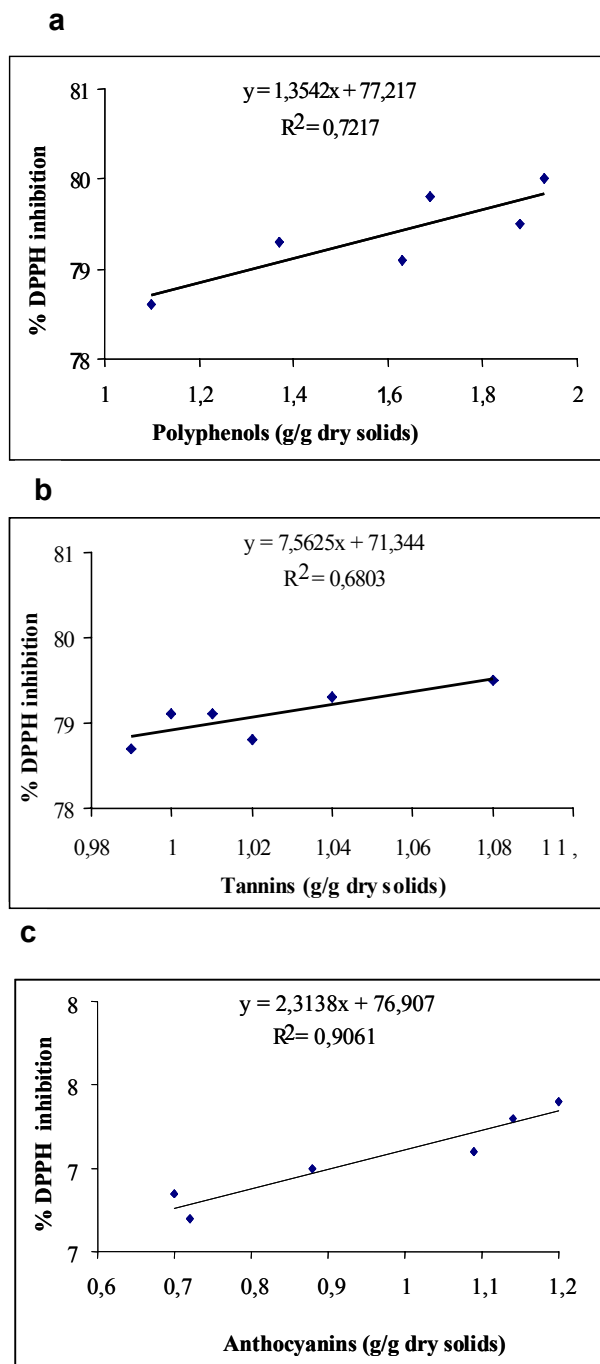 a
y = 1,3542x + 77,217
R2 = 0,7217
81
80
79
78
% DPPH inhibition
1 1,2 1,4 1,6 1,8 2
Polyphenols (g/g dry solids)
b
y = 7,5625x + 71,344
R2 = 0,6803
81
80
79
78
% DPPH inhibition
0,98 1 1,02 1,04 1,06 1,08 1 1 ,
Tannins (g/g dry solids)
c
y = 2,3138x + 76,907
R2 = 0,9061
8
8
7
7
% DPPH inhibition
0,6 0,7 0,8 0,9 1 1,1 1,2
Anthocyanins (g/g dry solids)